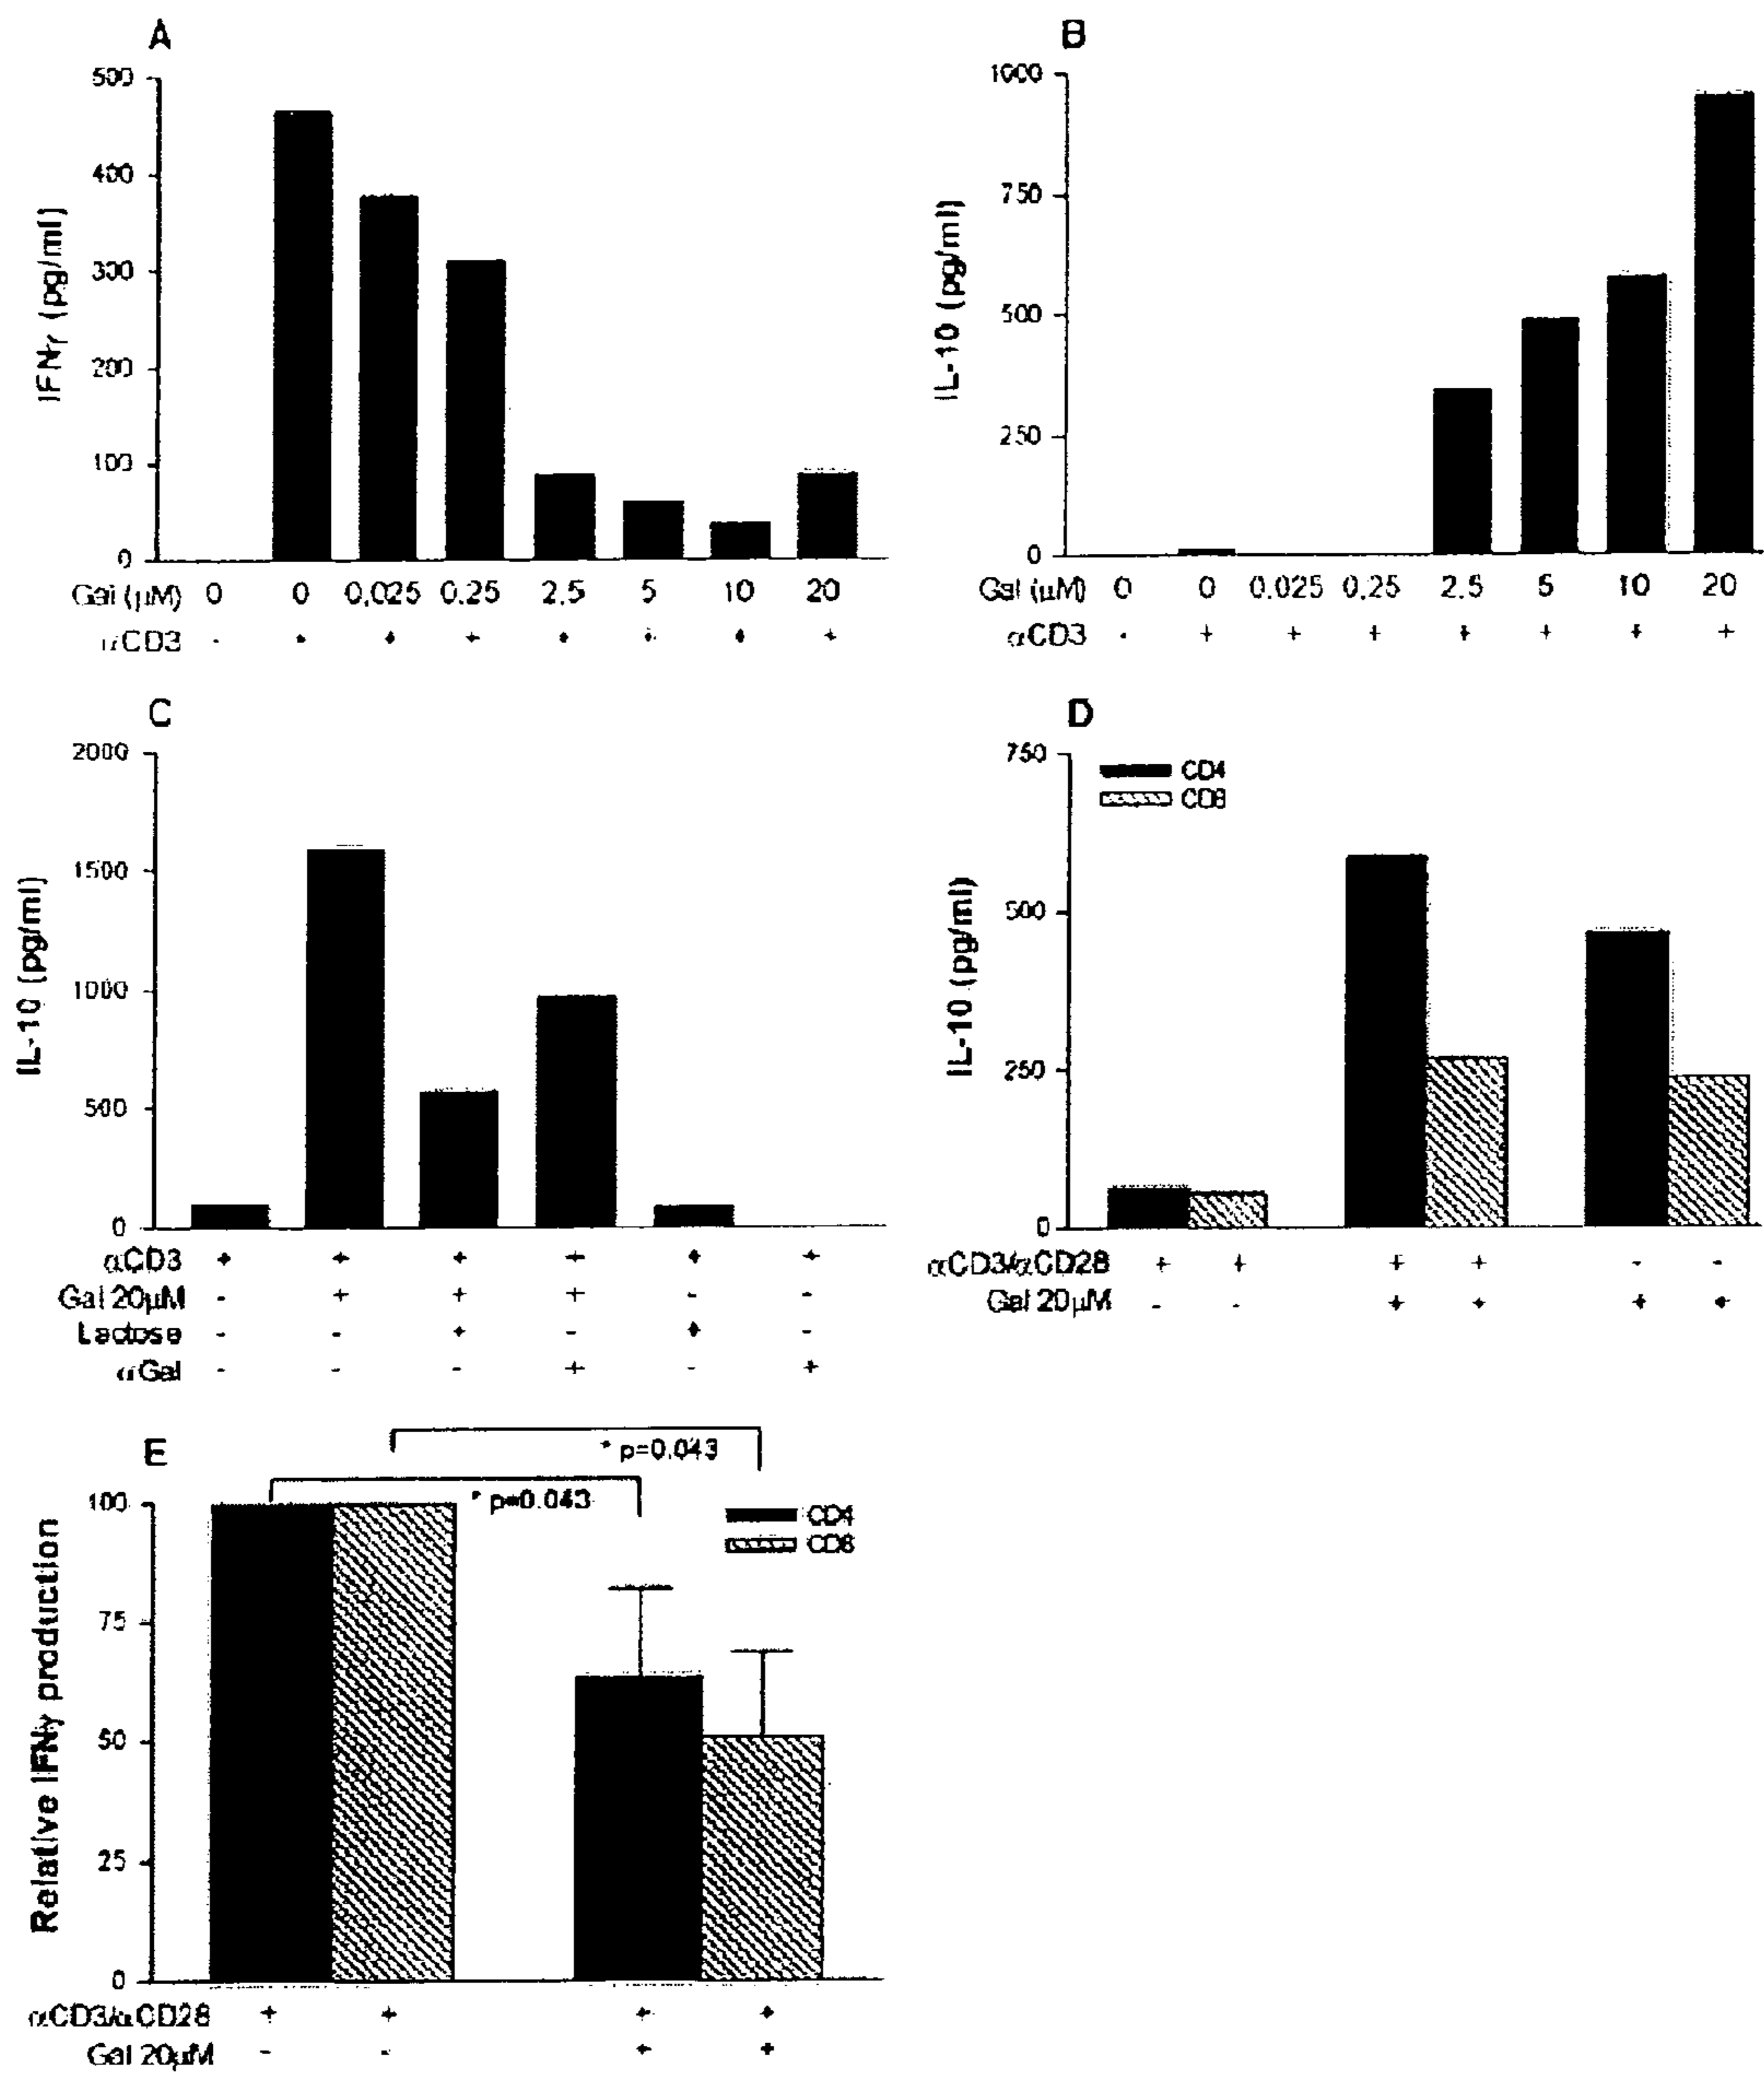 A
500
400
300
200
100
0
IFNγ (pg/ml)
Gal (μM) 0 0 0,025 0,25 2,5 5 10 20
αCD3 - + + + + + + +
B
1000
750
500
250
0
IL-10 (pg/ml)
Gal (μM) 0 0 0.025 0,25 2.5 5 10 20
αCD3 - + + + + + + +
C
2000
1500
1000
500
0
IL-10 (pg/ml)
αCD3 + + + + + +
Gal 20μM - + + + - -
Lactose - - + - + -
αGal - - - + - +
D
750
500
250
0
IL-10 (pg/ml)
CD4
CD8
αCD3/αCD28 + + + + - -
Gal 20μM - - + + + +
E
* p=0,043
* p=0.043
100
75
50
25
0
Relative IFNγ production
CD4
CD8
αCD3/αCD28 + + + +
Gal 20μM - - + +